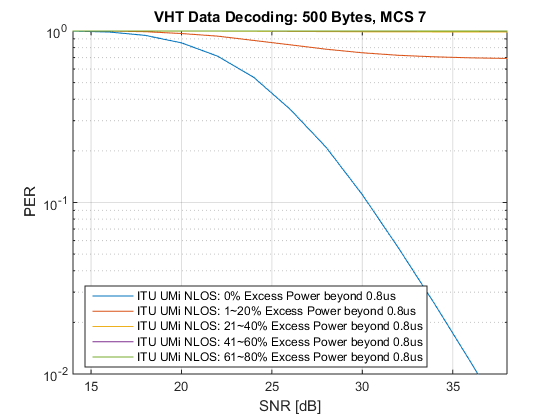 VHT Data Decoding: 500 Bytes, MCS 7
10^0
10^-1
10^-2
PER
ITU UMi NLOS: 0% Excess Power beyond 0.8us
ITU UMi NLOS: 1~20% Excess Power beyond 0.8us
ITU UMi NLOS: 21~40% Excess Power beyond 0.8us
ITU UMi NLOS: 41~60% Excess Power beyond 0.8us
ITU UMi NLOS: 61~80% Excess Power beyond 0.8us
15 20 25 30 35
SNR [dB]